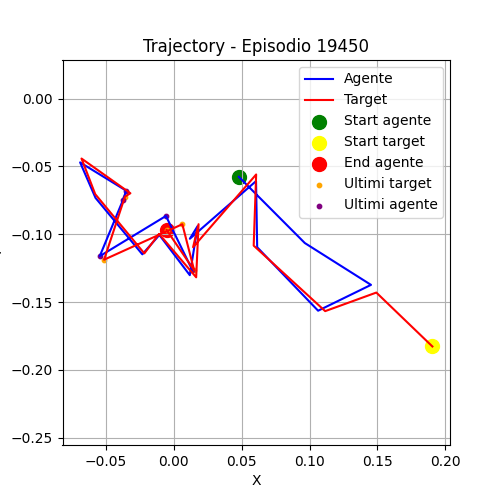 Trajectory - Episodio 19450
Agente
Target
Start agente
Start target
End agente
Ultimi target
Ultimi agente
0.00
−0.05
−0.10
−0.15
−0.20
−0.25
−0.05
0.00
0.05
0.10
0.15
0.20
X